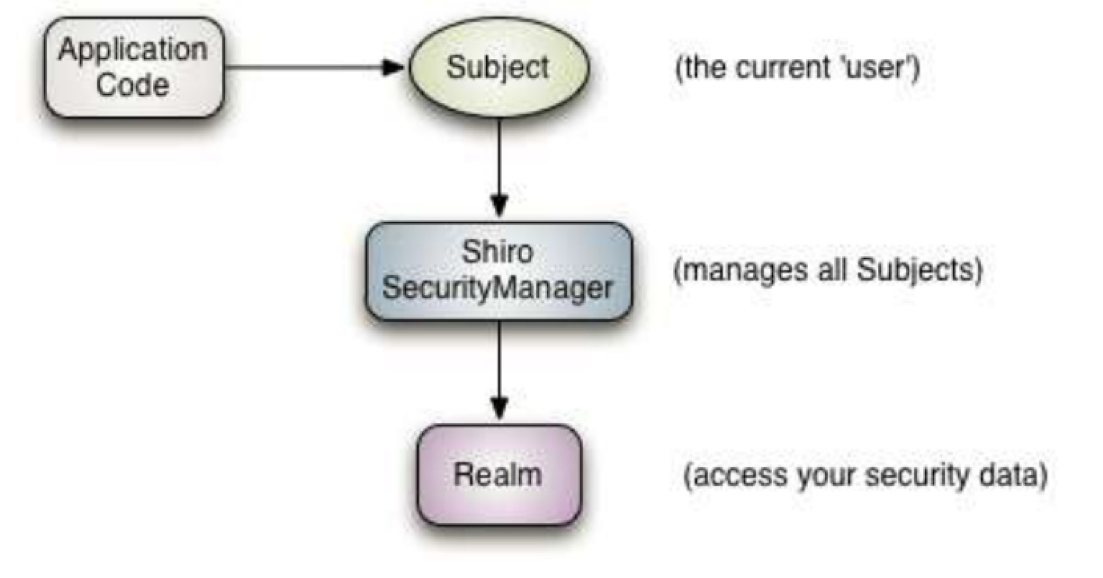 Application
Code
Subject
(the current 'user')
Shiro
SecurityManager
(manages all Subjects)
Realm
(access your security data)